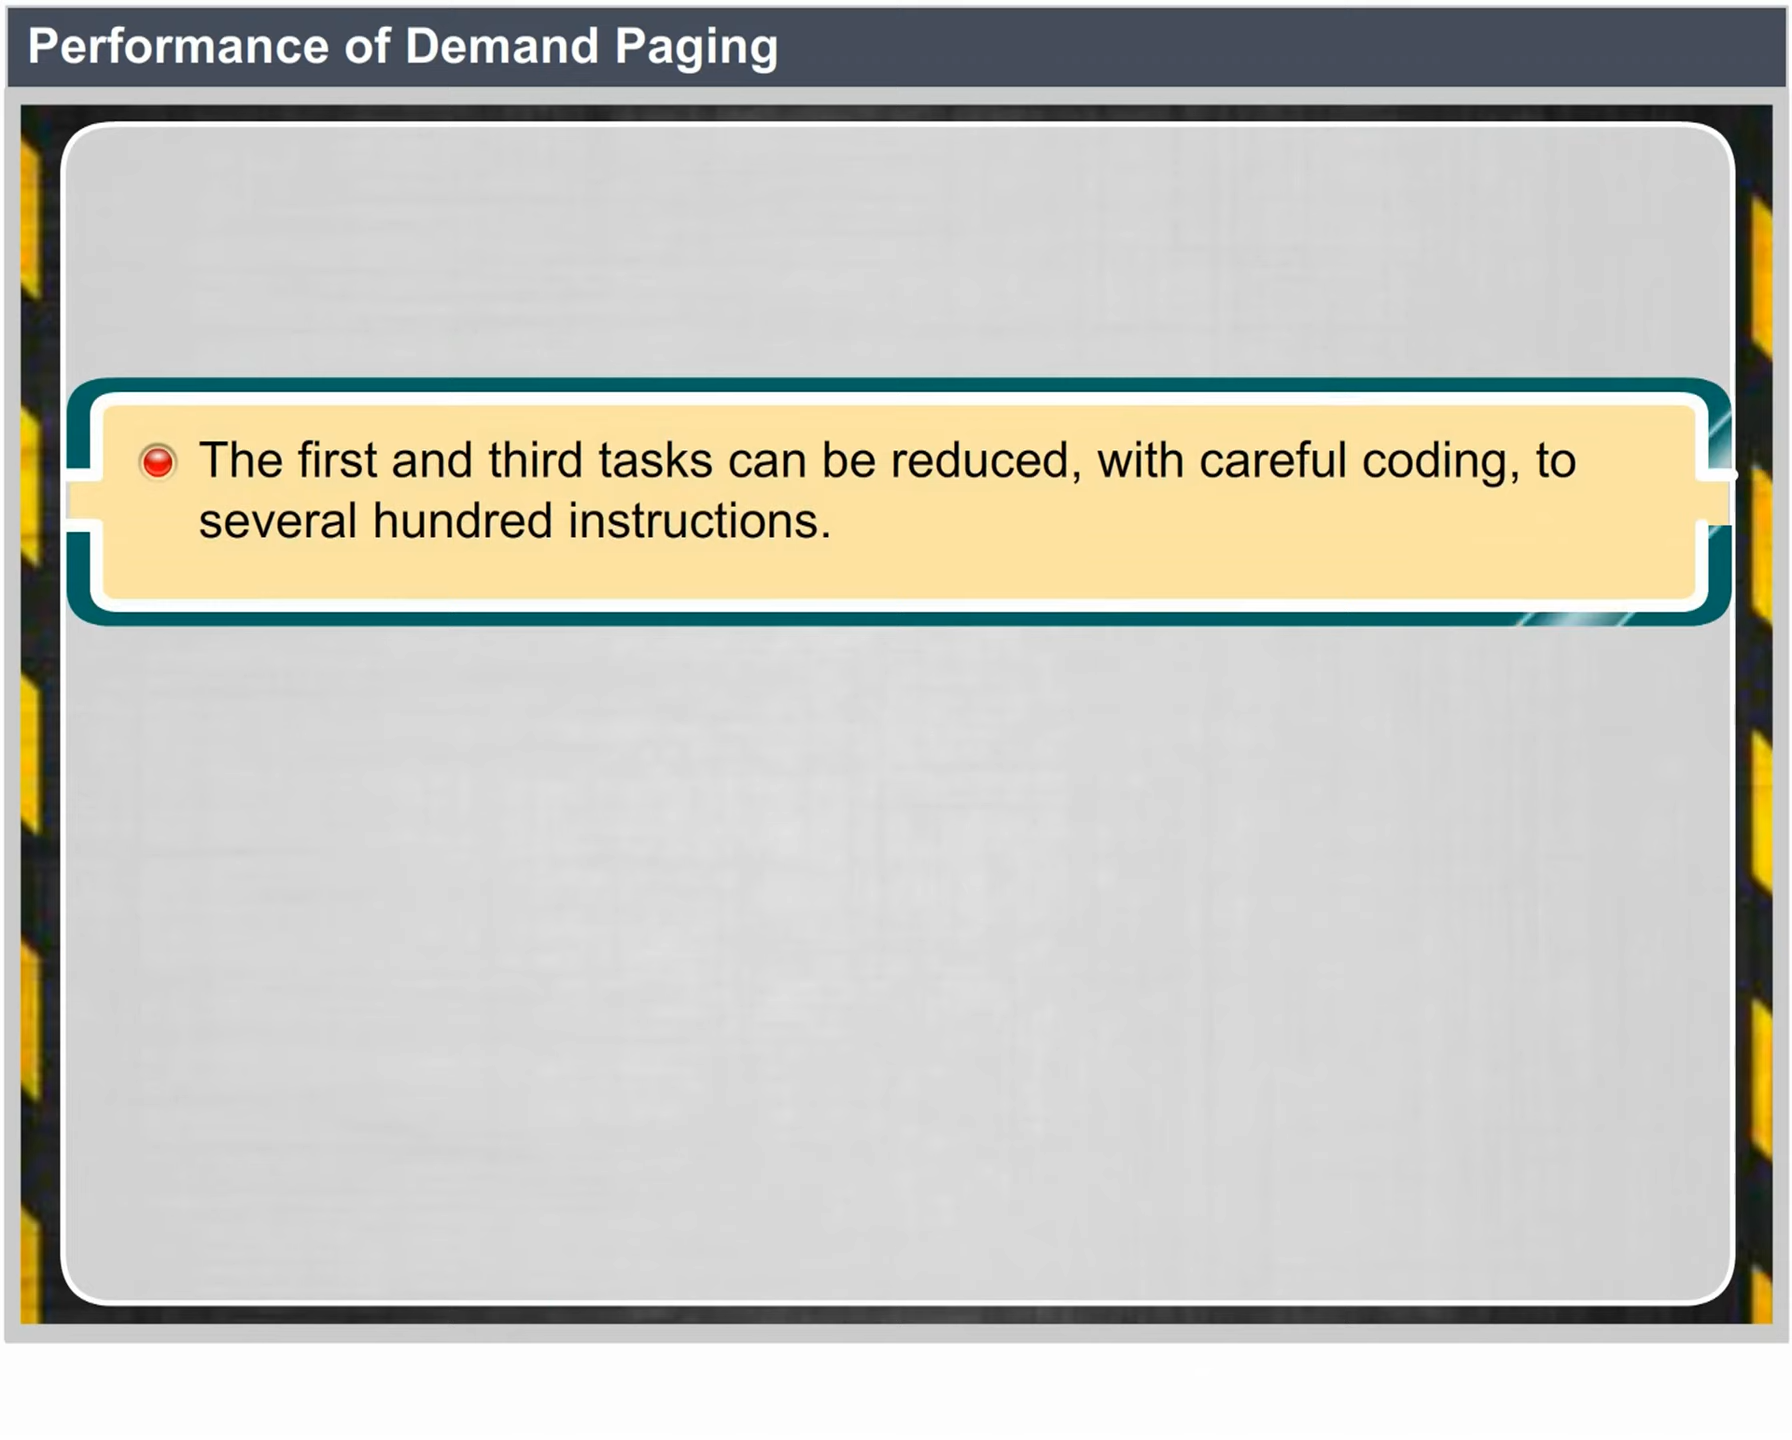 Performance of Demand Paging
The first and third tasks can be reduced, with careful coding, to
several hundred instructions.